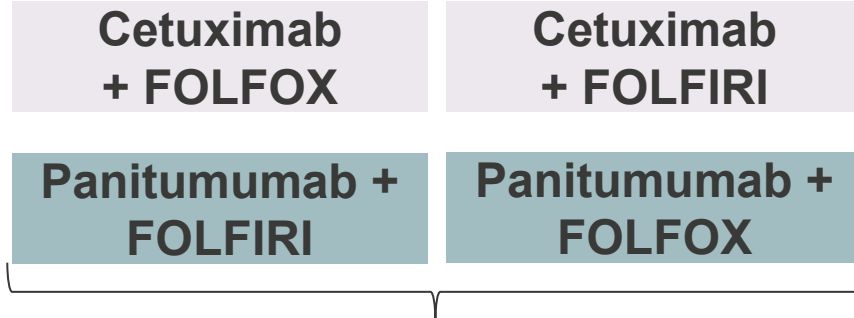 Cetuximab
+ FOLFOX
Cetuximab
+ FOLFIRI
Panitumumab +
FOLFIRI
Panitumumab +
FOLFOX